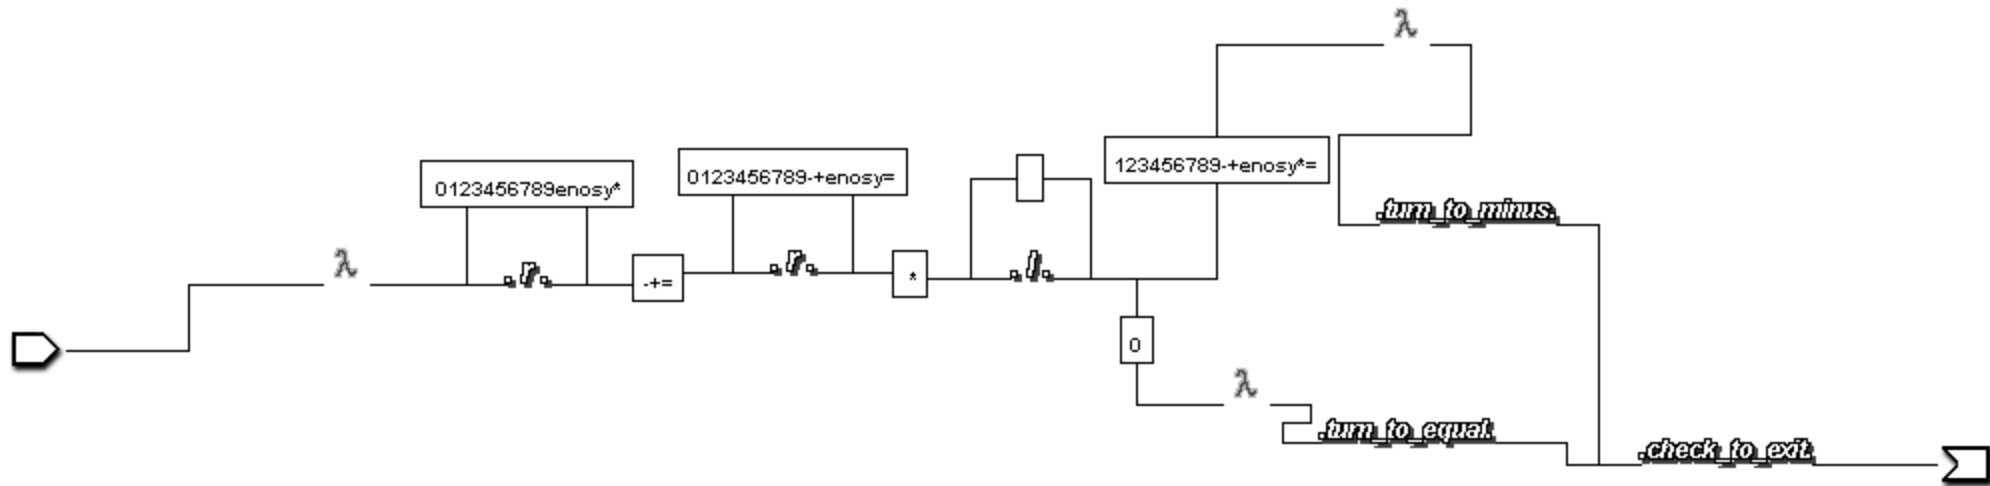 λ
123456789-+enosy*=
0123456789-+enosy=
0123456789enosy*
.turn_to_minus.
λ
.r.
.r.
*
.l.
-+=
0
λ
.turn_to_equal.
.check_to_exit.